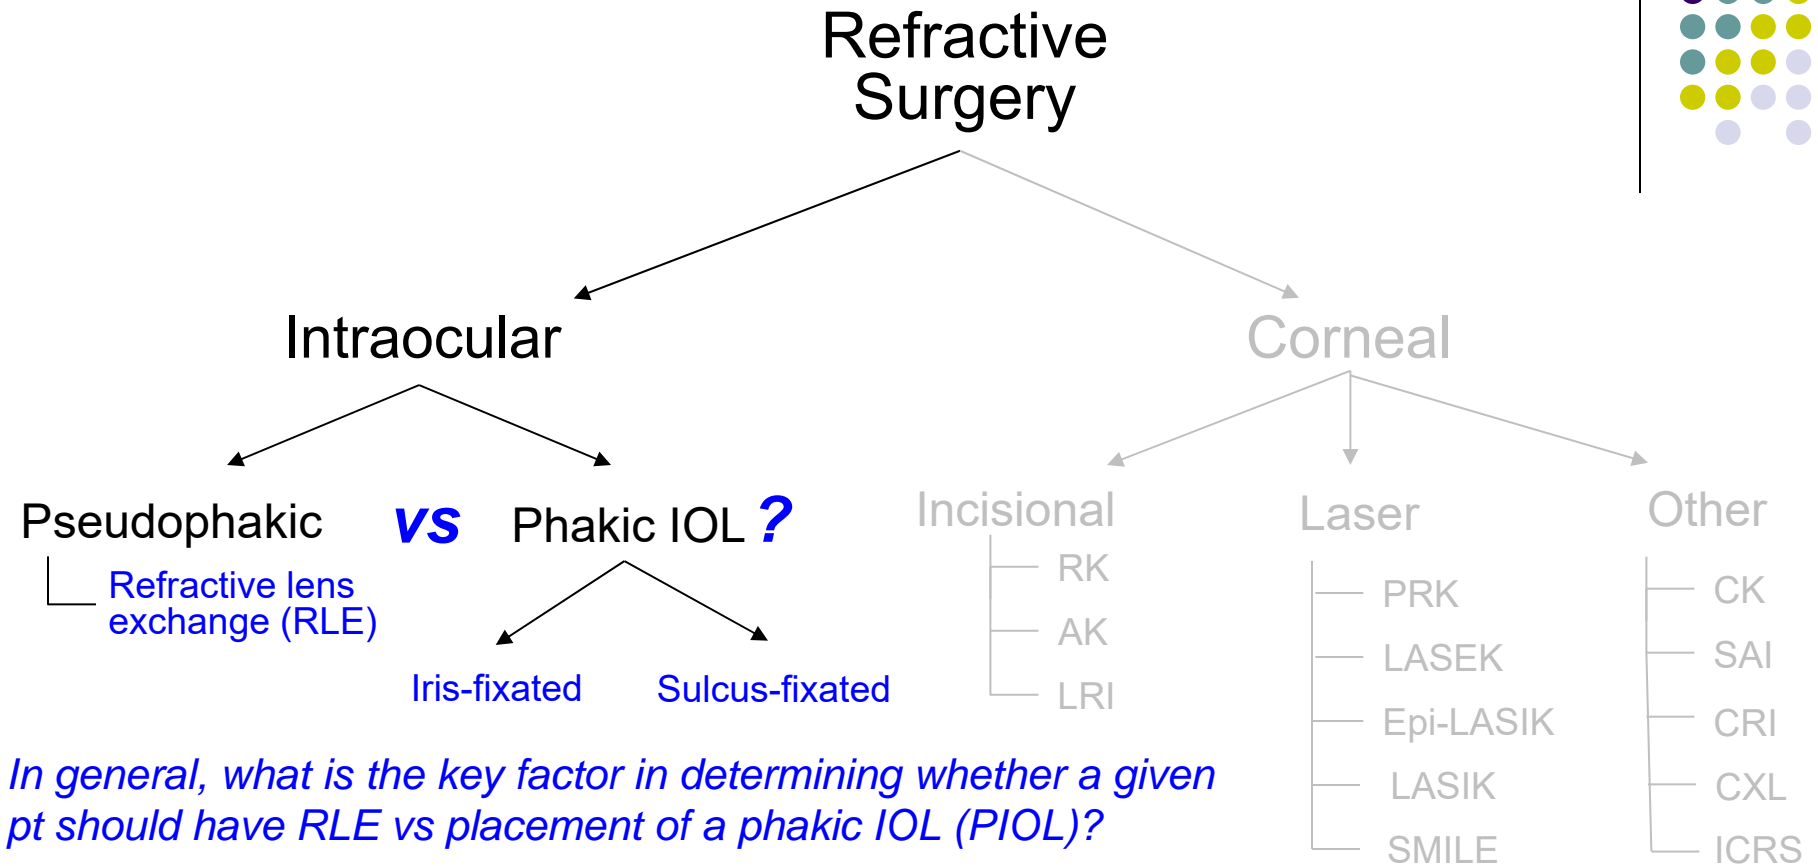 Refractive
Surgery
Intraocular
Corneal
Pseudophakic vs Phakic IOL ?
Refractive lens
exchange (RLE)
Iris-fixated
Sulcus-fixated
Incisional
RK
AK
LRI
Laser
PRK
LASEK
Epi-LASIK
LASIK
SMILE
Other
CK
SAI
CRI
CXL
ICRS
In general, what is the key factor in determining whether a given
pt should have RLE vs placement of a phakic IOL (PIOL)?